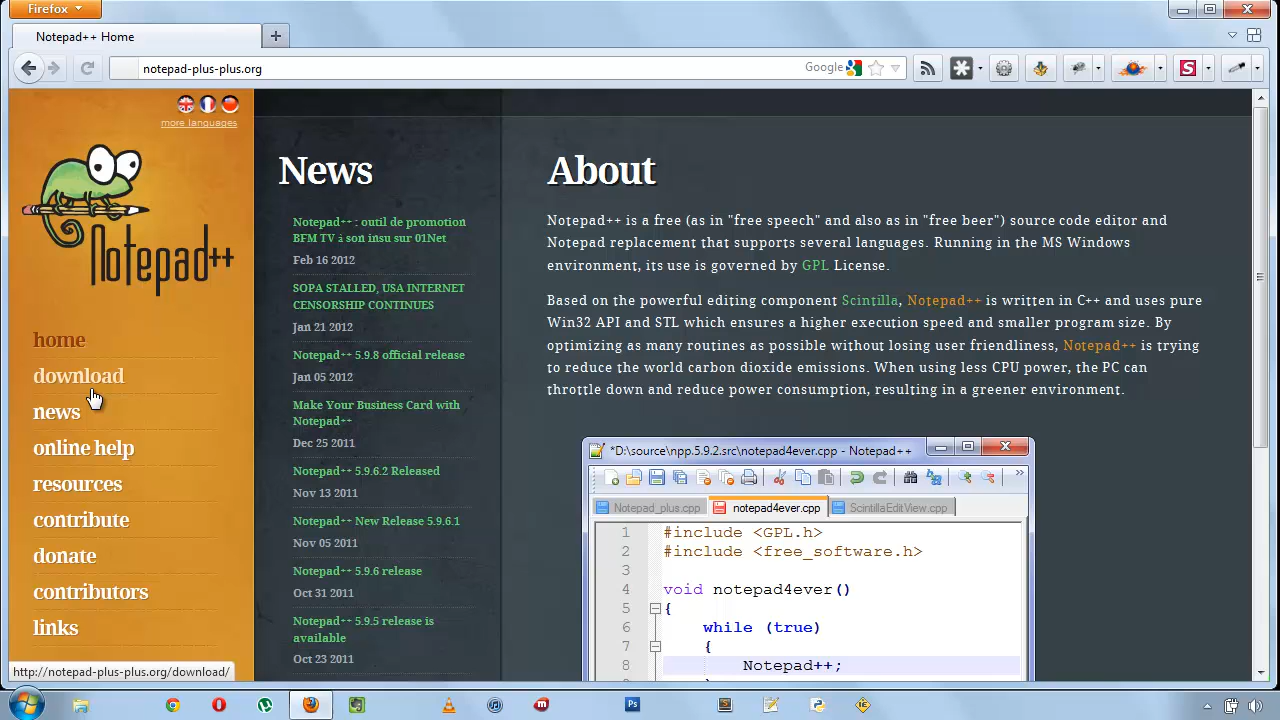 Firefox
Notepad++ Home
notepad-plus-plus.org
Google
more languages
Notepad++
home
download
news
online help
resources
contribute
donate
contributors
links
http://notepad-plus-plus.org/download/
News
Notepad++ : outil de promotion
BFM TV à son insu sur 01Net
Feb 16 2012
SOPA STALLED, USA INTERNET
CENSORSHIP CONTINUES
Jan 21 2012
Notepad++ 5.9.8 official release
Jan 05 2012
Make Your Business Card with
Notepad++
Dec 25 2011
Notepad++ 5.9.6.2 Released
Nov 13 2011
Notepad++ New Release 5.9.6.1
Nov 05 2011
Notepad++ 5.9.6 release
Oct 31 2011
Notepad++ 5.9.5 release is
available
Oct 23 2011
About
Notepad++ is a free (as in "free speech" and also as in "free beer") source code editor and
Notepad replacement that supports several languages. Running in the MS Windows
environment, its use is governed by GPL License.
Based on the powerful editing component Scintilla, Notepad++ is written in C++ and uses pure
Win32 API and STL which ensures a higher execution speed and smaller program size. By
optimizing as many routines as possible without losing user friendliness, Notepad++ is trying
to reduce the world carbon dioxide emissions. When using less CPU power, the PC can
throttle down and reduce power consumption, resulting in a greener environment.
*D:\source\npp.5.9.2.src\notepad4ever.cpp - Notepad++
Notepad_plus.cpp
notepad4ever.cpp
ScintillaEditView.cpp
1 #include <GPL.h>
2 #include <free_software.h>
3
4 void notepad4ever()
5 {
6 while (true)
7 {
8 Notepad++;